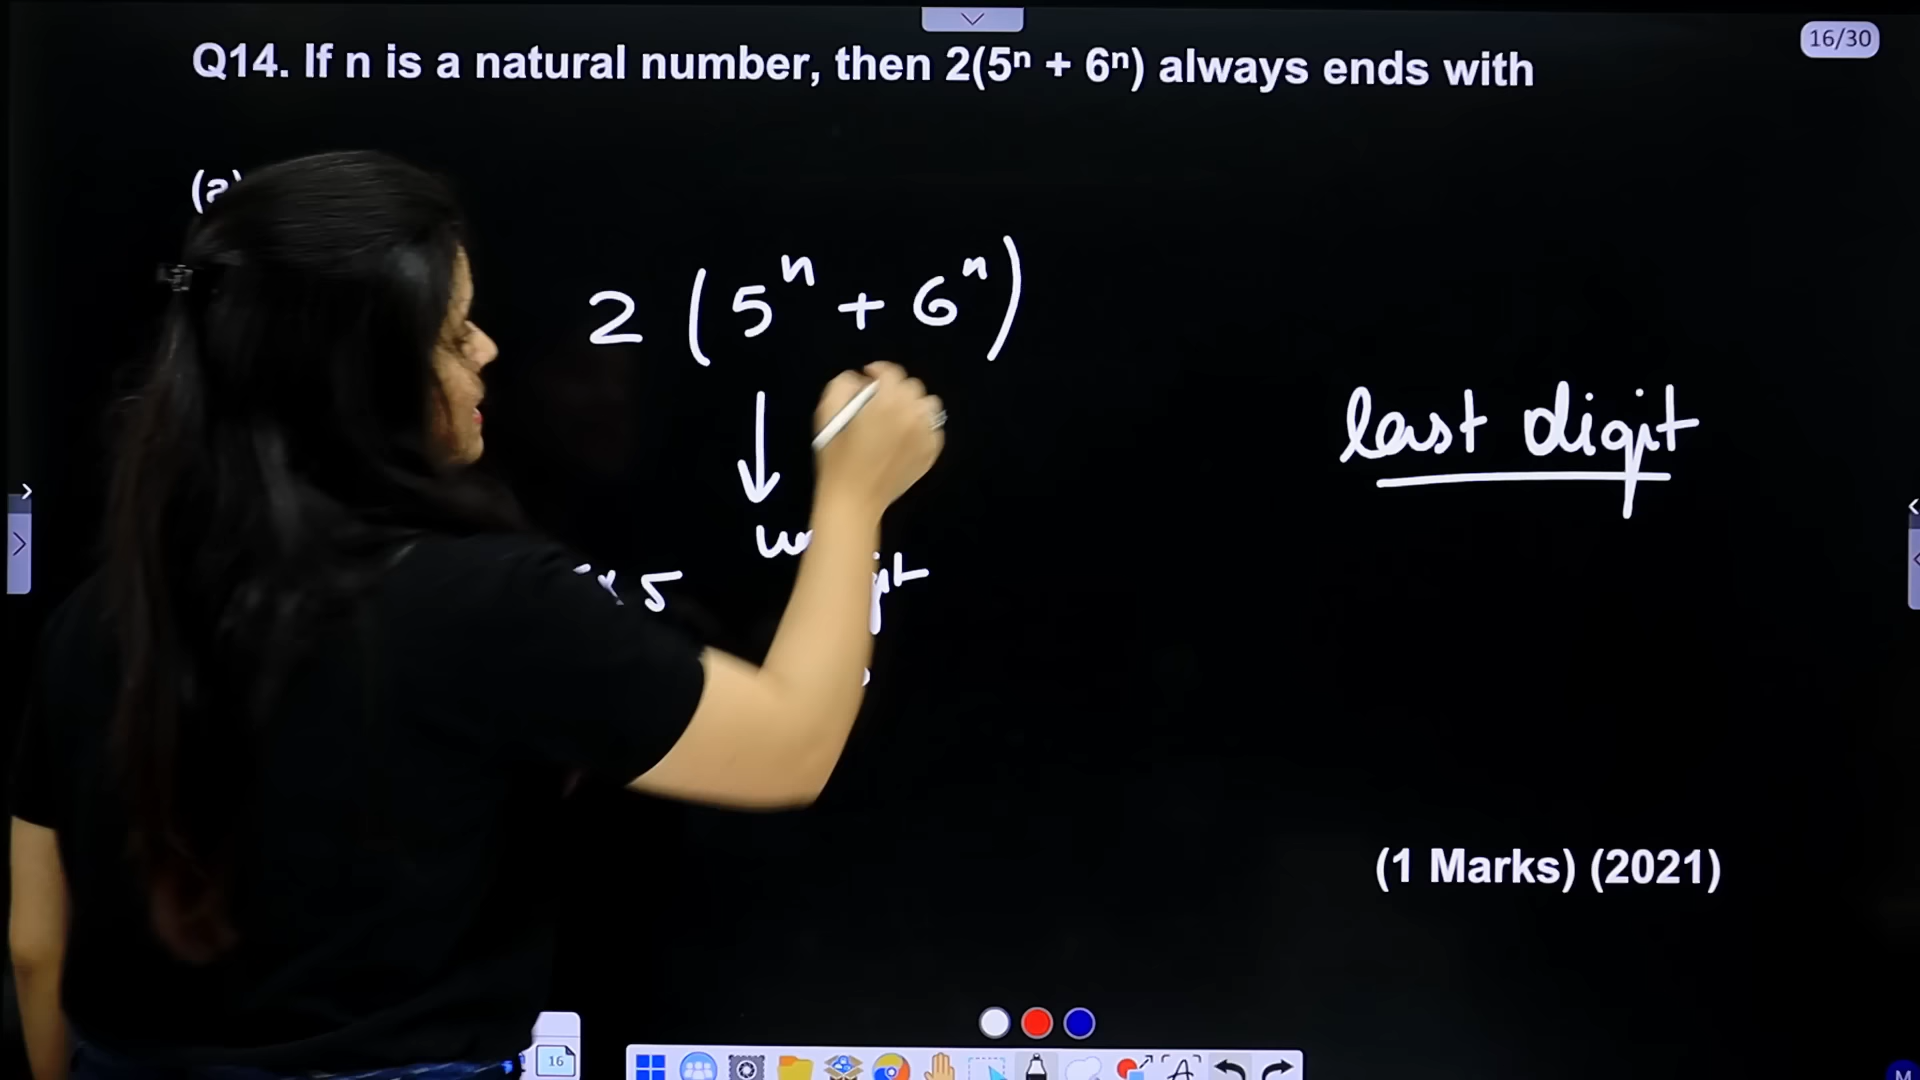 16/30
Q14. If n is a natural number, then 2(5ⁿ + 6ⁿ) always ends with
(a)
2 (5ⁿ + 6ⁿ)
last digit
5
(1 Marks) (2021)
16